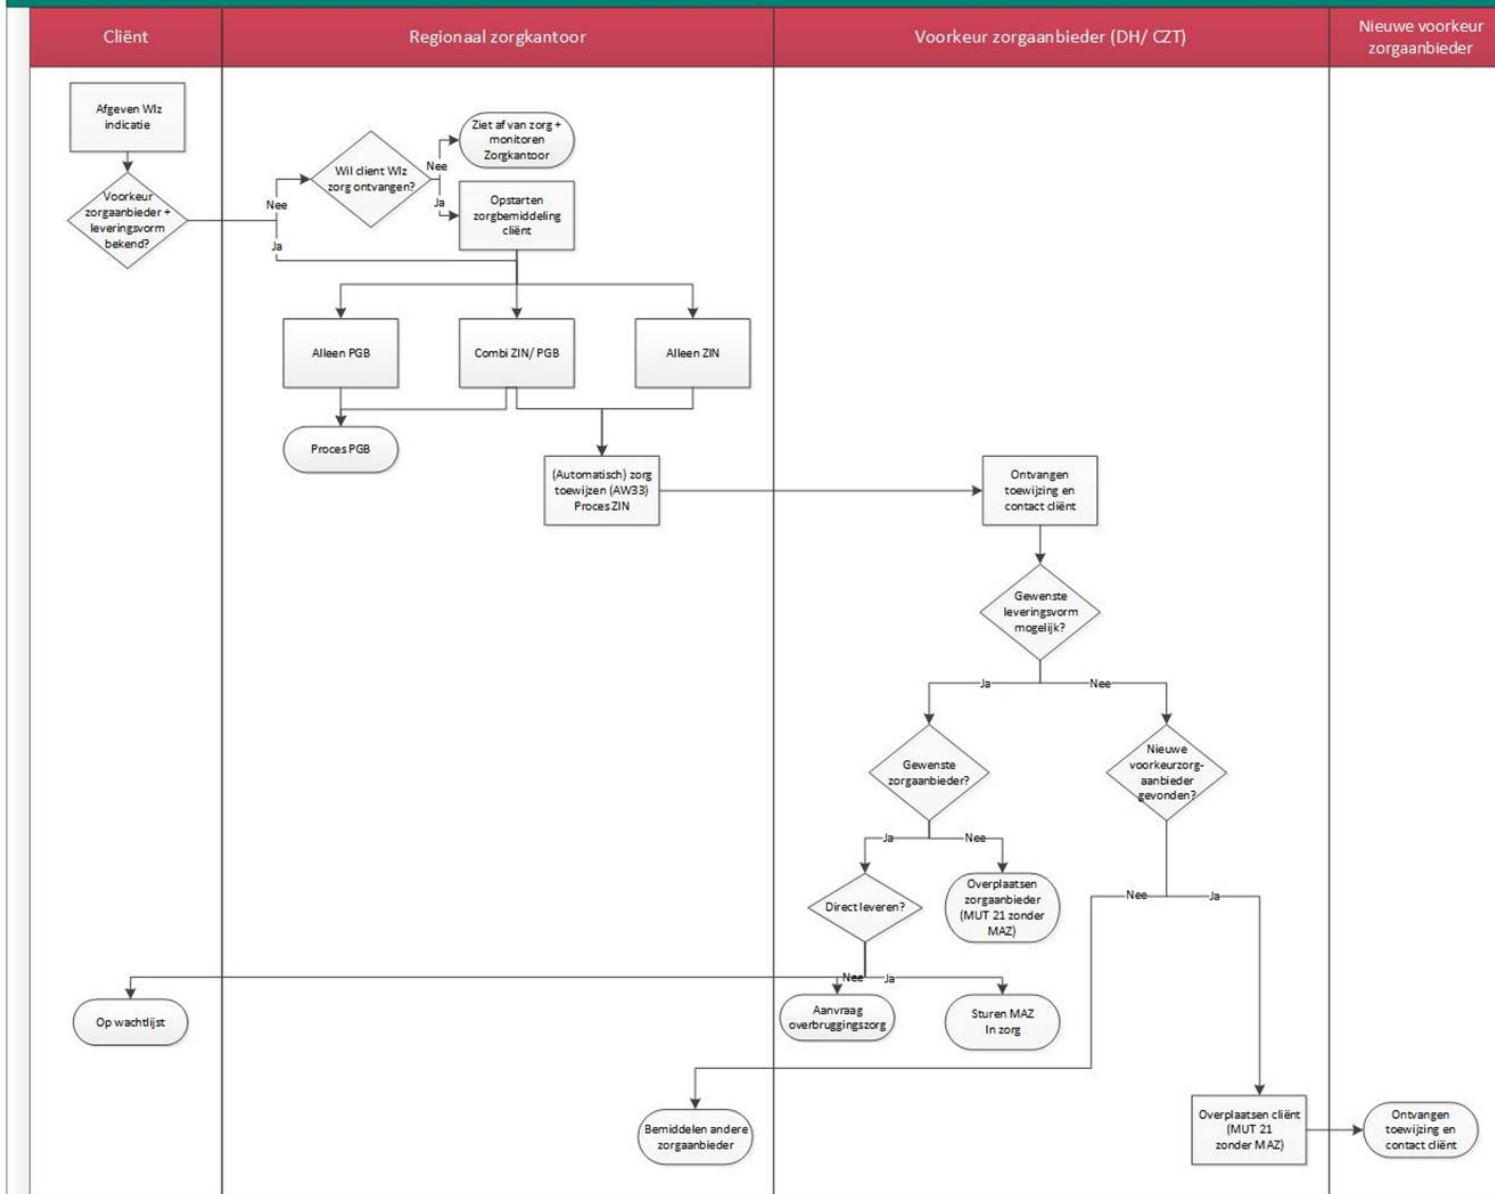 Cliënt
Regionaal zorgkantoor
Voorkeur zorgaanbieder (DH/ CZT)
Nieuwe voorkeur
zorgaanbieder
Afgeven Wlz
indicatie
Voorkeur
zorgaanbieder +
leveringsvorm
bekend?
Nee
Ja
Wil client Wlz
zorg ontvangen?
Nee
Ja
Ziet af van zorg +
monitoren
Zorgkantoor
Opstarten
zorgbemiddeling
cliënt
Alleen PGB
Combi ZIN/ PGB
Alleen ZIN
Proces PGB
(Automatisch) zorg
toewijzen (AW33)
Proces ZIN
Ontvangen
toewijzing en
contact cliënt
Gewenste
leveringsvorm
mogelijk?
Ja
Nee
Gewenste
zorgaanbieder?
Nieuwe
voorkeurzorg-
aanbieder
gevonden?
Ja
Nee
Direct leveren?
Overplaatsen
zorgaanbieder
(MUT 21 zonder
MAZ)
Nee
Ja
Nee
Ja
Op wachtlijst
Aanvraag
overbruggingszorg
Sturen MAZ
In zorg
Bemiddelen andere
zorgaanbieder
Overplaatsen cliënt
(MUT 21
zonder MAZ)
Ontvangen
toewijzing en
contact cliënt